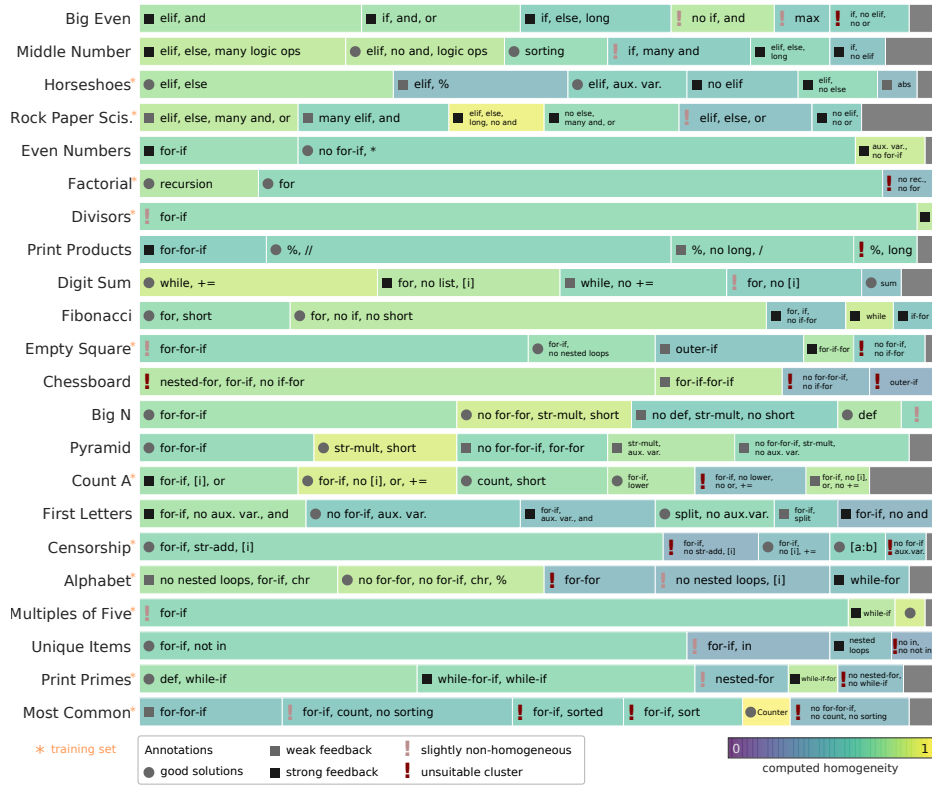 Big Even
elif, and
if, and, or
if, else, long
no if, and
max
if, no elif,
no or
Middle Number
elif, else, many logic ops
elif, no and, logic ops
sorting
if, many and
elif, else,
long
if,
no elif
Horseshoes*
elif, else
elif, %
elif, aux. var.
no elif
elif,
no else
abs
Rock Paper Scis.*
elif, else, many and, or
many elif, and
elif, else,
long, no and
no else,
many and, or
elif, else, or
no elif,
no or
Even Numbers
for-if
no for-if, *
aux. var.,
no for-if
Factorial*
recursion
for
no rec.,
no for
Divisors*
for-if
Print Products
for-for-if
%, //
%, no long, /
%, long
Digit Sum
while, +=
for, no list, [i]
while, no +=
for, no [i]
sum
Fibonacci
for, short
for, no if, no short
for, if,
no if-for
while
if-for
Empty Square*
for-for-if
for-if,
no nested loops
outer-if
for-if-for
no for-if,
no if-for
Chessboard
nested-for, for-if, no if-for
for-if-for-if
no for-for-if,
no if-for
outer-if
Big N
for-for-if
no for-for, str-mult, short
no def, str-mult, no short
def
Pyramid
for-for-if
str-mult, short
no for-for-if, for-for
str-mult,
aux. var.
no for-for-if, str-mult,
no aux. var.
Count A*
for-if, [i], or
for-if, no [i], or, +=
count, short
for-if,
lower
for-if, no lower,
no or, +=
for-if, no [i],
or, no +=
First Letters
for-if, no aux. var., and
no for-if, aux. var.
for-if,
aux. var., and
split, no aux.var.
for-if,
split
for-if, no and
Censorship*
for-if, str-add, [i]
for-if,
no str-add, [i]
for-if,
no [i], +=
[a:b]
no for-if
aux.var.
Alphabet*
no nested loops, for-if, chr
no for-for, no for-if, chr, %
for-for
no nested loops, [i]
while-for
Multiples of Five*
for-if
while-if
Unique Items
for-if, not in
for-if, in
nested
loops
no in,
no not in
Print Primes*
def, while-if
while-for-if, while-if
nested-for
while-if-for
no nested-for,
no while-if
Most Common*
for-for-if
for-if, count, no sorting
for-if, sorted
for-if, sort
Counter
no for-for-if,
no count, no sorting
* training set
Annotations
good solutions
weak feedback
strong feedback
slightly non-homogeneous
unsuitable cluster
0
1
computed homogeneity